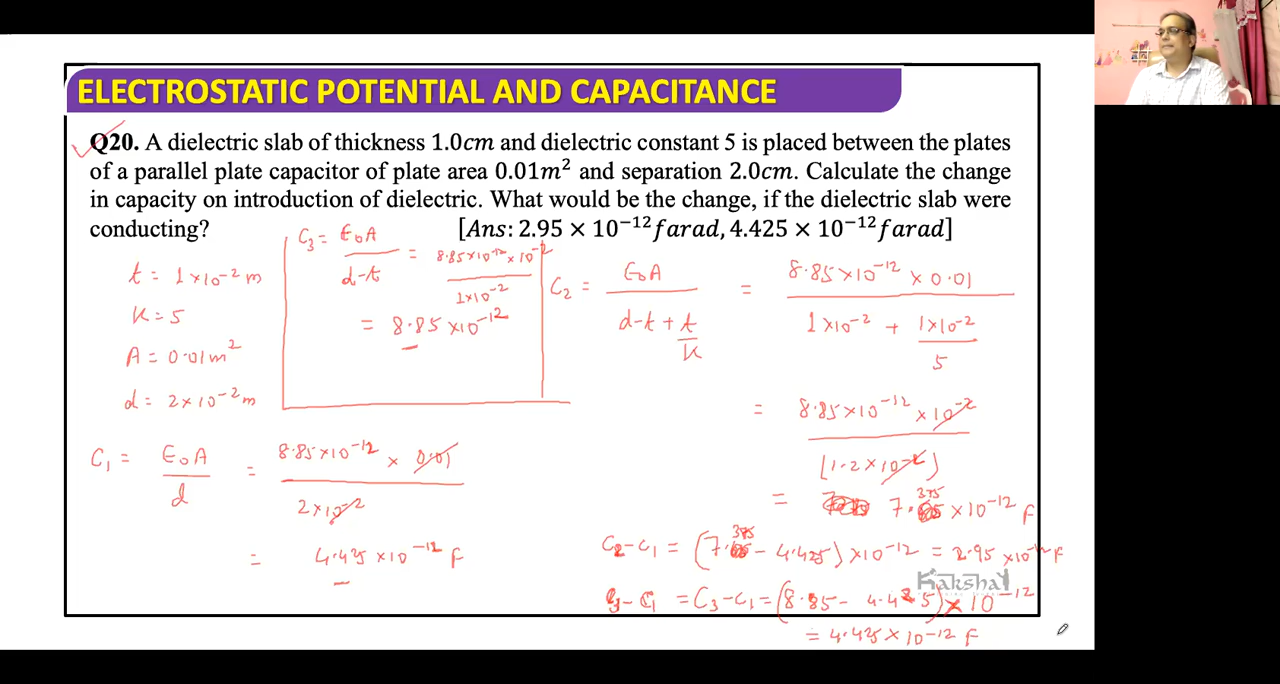 ELECTROSTATIC POTENTIAL AND CAPACITANCE
Q20. A dielectric slab of thickness 1.0cm and dielectric constant 5 is placed between the plates
of a parallel plate capacitor of plate area 0.01m² and separation 2.0cm. Calculate the change
in capacity on introduction of dielectric. What would be the change, if the dielectric slab were
conducting? [Ans: 2.95 × 10⁻¹² farad, 4.425 × 10⁻¹² farad]
t = 1×10⁻² m
K = 5
A = 0.01m²
d = 2×10⁻² m
C₃ = ε₀A / d-t = 8.85×10⁻¹² × 10⁻² / 1×10⁻²
= 8.85×10⁻¹²
C₂ = ε₀A / d-t + t/K = 8.85×10⁻¹² × 0.01 / 1×10⁻² + 1×10⁻²/5
= 8.85×10⁻¹² × 10⁻² / (1.2×10⁻²)
= 7.375 ×10⁻¹² F
C₁ = ε₀A / d = 8.85×10⁻¹² × 0.01 / 2×10⁻²
= 4.425 ×10⁻¹² F
C₂-C₁ = (7.375 - 4.425) ×10⁻¹² = 2.95 ×10⁻¹² F
Kaksha
C₃-C₁ = C₃-C₁ = (8.85 - 4.425) × 10⁻¹²
= 4.425 × 10⁻¹² F